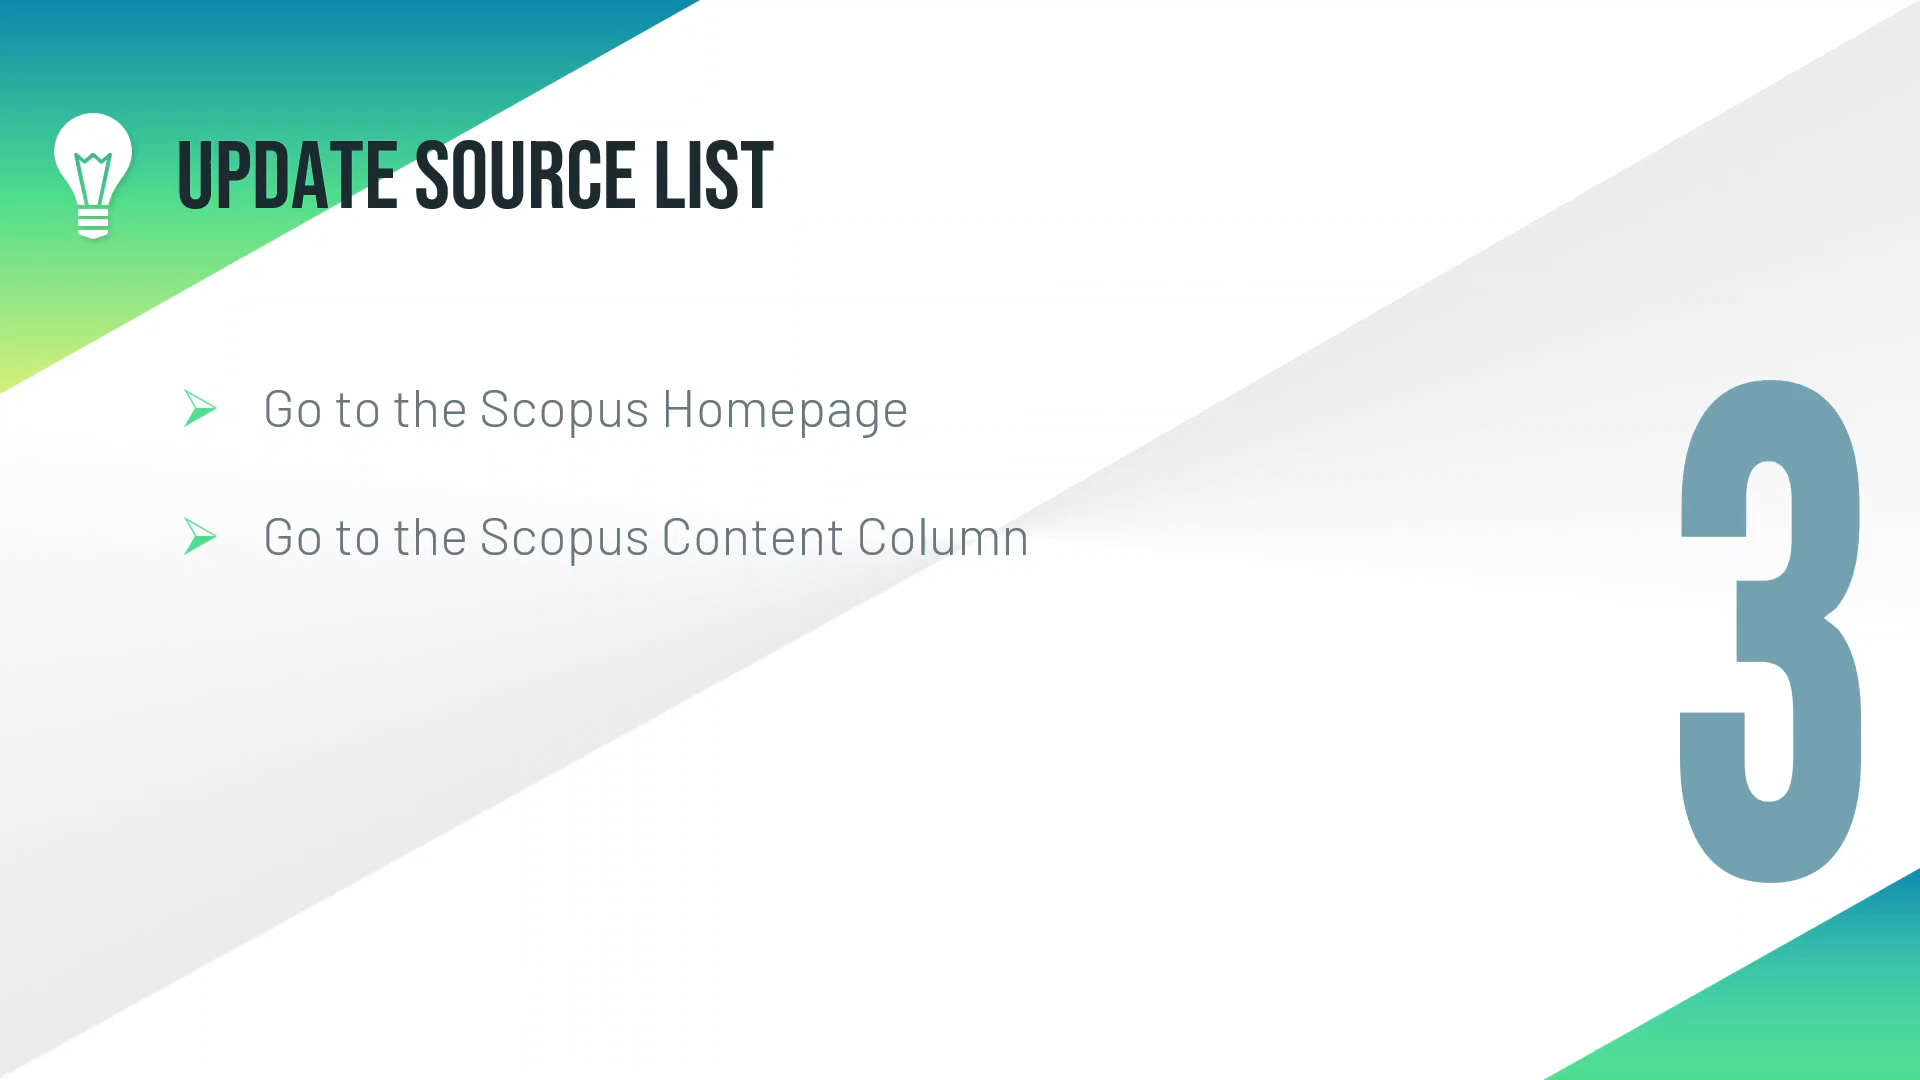 UPDATE SOURCE LIST
Go to the Scopus Homepage
Go to the Scopus Content Column
3